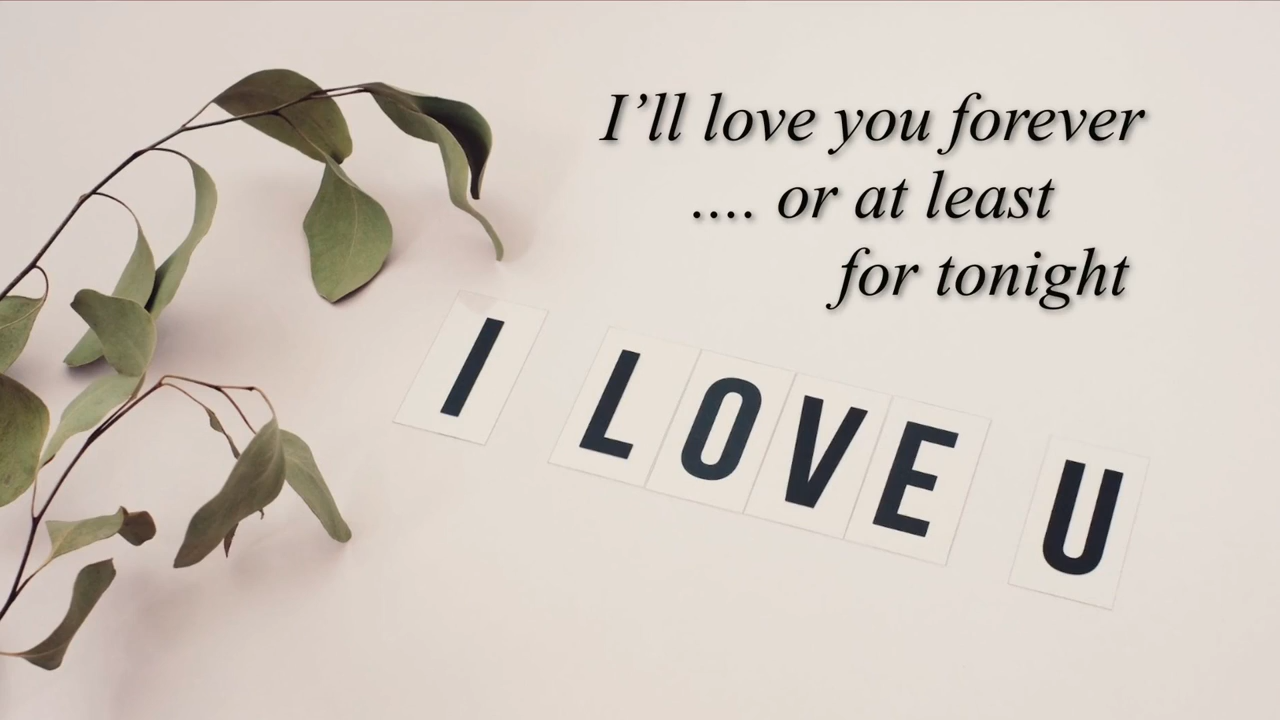 I’ll love you forever
.... or at least
for tonight
I LOVE U